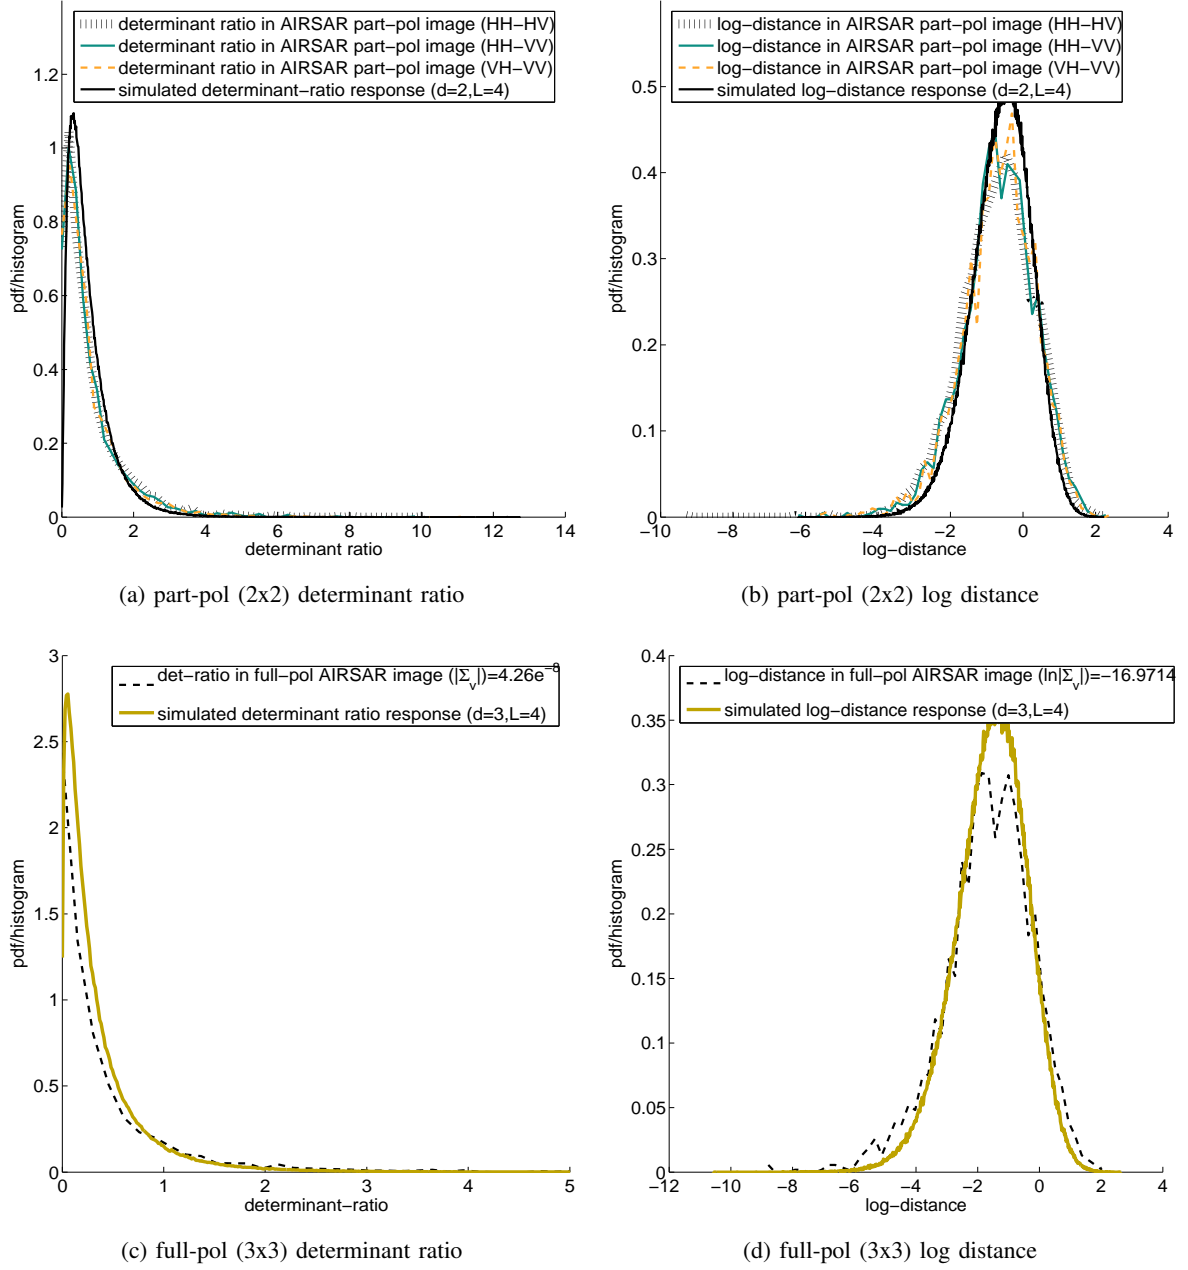 determinant ratio in AIRSAR part−pol image (HH−HV)
determinant ratio in AIRSAR part−pol image (HH−VV)
determinant ratio in AIRSAR part−pol image (VH−VV)
simulated determinant−ratio response (d=2,L=4)
1.2
1
0.8
0.6
0.4
0.2
0
pdf/histogram
0 2 4 6 8 10 12 14
determinant ratio
(a) part-pol (2x2) determinant ratio
log−distance in AIRSAR part−pol image (HH−HV)
log−distance in AIRSAR part−pol image (HH−VV)
log−distance in AIRSAR part−pol image (VH−VV)
simulated log−distance response (d=2,L=4)
0.5
0.4
0.3
0.2
0.1
0
pdf/histogram
−10 −8 −6 −4 −2 0 2 4
log−distance
(b) part-pol (2x2) log distance
det−ratio in full−pol AIRSAR image (|Σv|)=4.26e−8
simulated determinant ratio response (d=3,L=4)
3
2.5
2
1.5
1
0.5
0
pdf/histogram
0 1 2 3 4 5
determinant−ratio
(c) full-pol (3x3) determinant ratio
log−distance in full−pol AIRSAR image (ln|Σv|)=−16.9714
simulated log−distance response (d=3,L=4)
0.4
0.35
0.3
0.25
0.2
0.15
0.1
0.05
0
pdf/histogram
−12 −10 −8 −6 −4 −2 0 2 4
log−distance
(d) full-pol (3x3) log distance